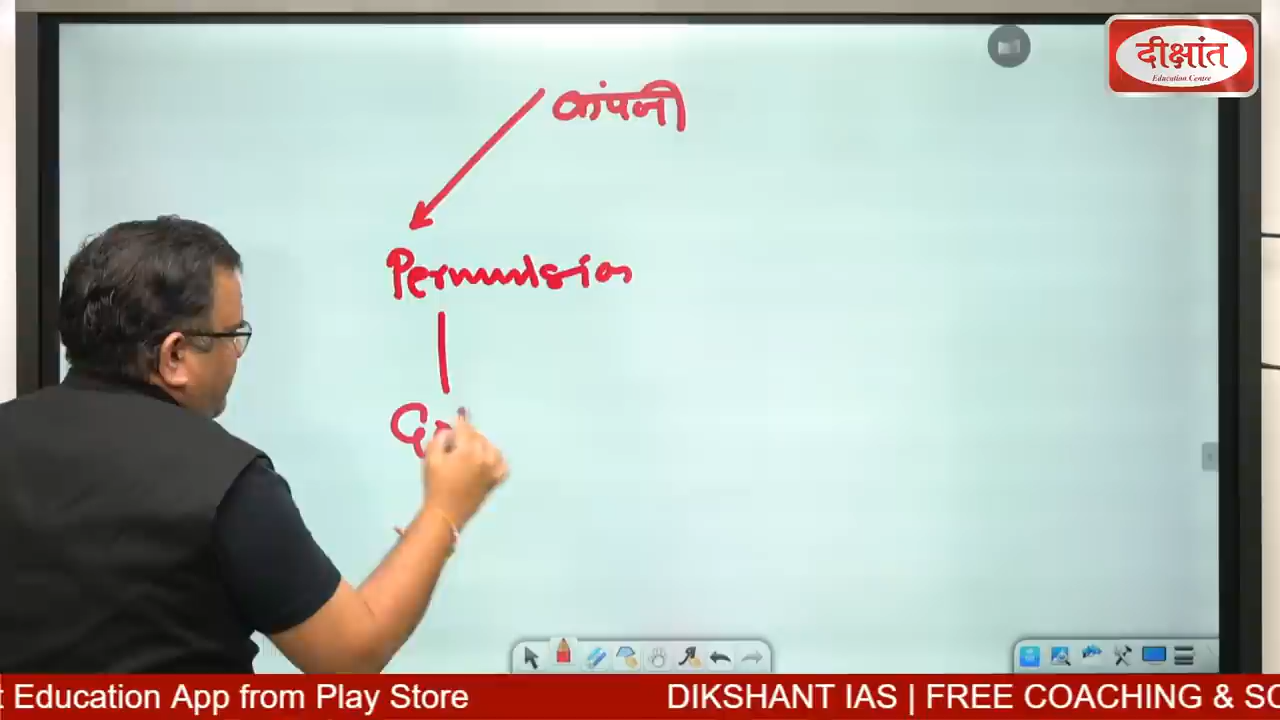 दीक्षांत
Education Centre
कंपनी
Permission
t Education App from Play Store
DIKSHANT IAS | FREE COACHING & SC